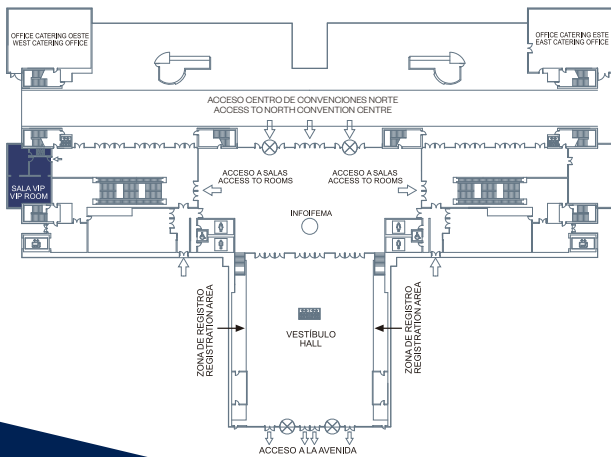 OFFICE CATERING OESTE
WEST CATERING OFFICE
OFFICE CATERING ESTE
EAST CATERING OFFICE
ACCESO CENTRO DE CONVENCIONES NORTE
ACCESS TO NORTH CONVENTION CENTRE
ACCESO A SALAS
ACCESS TO ROOMS
ACCESO A SALAS
ACCESS TO ROOMS
SALA VIP
VIP ROOM
INFOIFEMA
ZONA DE REGISTRO
REGISTRATION AREA
VESTÍBULO
HALL
ZONA DE REGISTRO
REGISTRATION AREA
ACCESO A LA AVENIDA